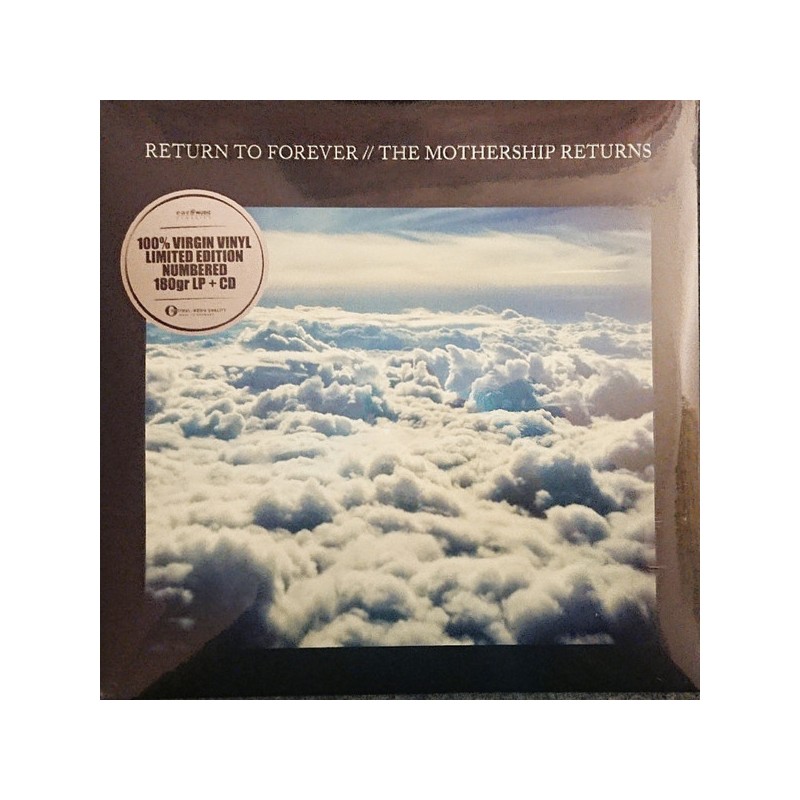 RETURN TO FOREVER // THE MOTHERSHIP RETURNS
100% VIRGIN VINYL
LIMITED EDITION
NUMBERED
180gr LP + CD